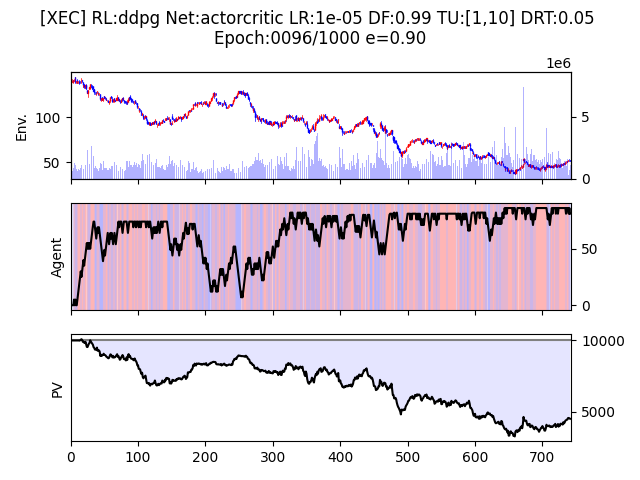 [XEC] RL:ddpg Net:actorcritic LR:1e-05 DF:0.99 TU:[1,10] DRT:0.05
Epoch:0096/1000 e=0.90
1e6
Env.
100
50
5
0
Agent
50
0
PV
10000
5000
0 100 200 300 400 500 600 700